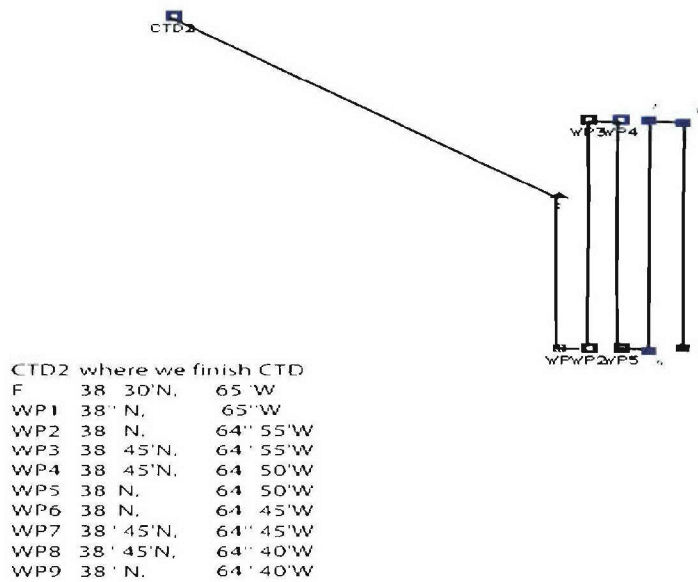 CTD2
WP3 WP4
F
WP WP2 WP5
CTD2 where we finish CTD
F 38 30'N, 65 'W
WP1 38" N, 65"W
WP2 38 N, 64" 55'W
WP3 38 45'N, 64 ' 55'W
WP4 38 45'N, 64 50'W
WP5 38 N, 64 50'W
WP6 38 N, 64 45'W
WP7 38 ' 45'N, 64" 45'W
WP8 38 ' 45'N, 64" 40'W
WP9 38 ' N, 64 ' 40'W